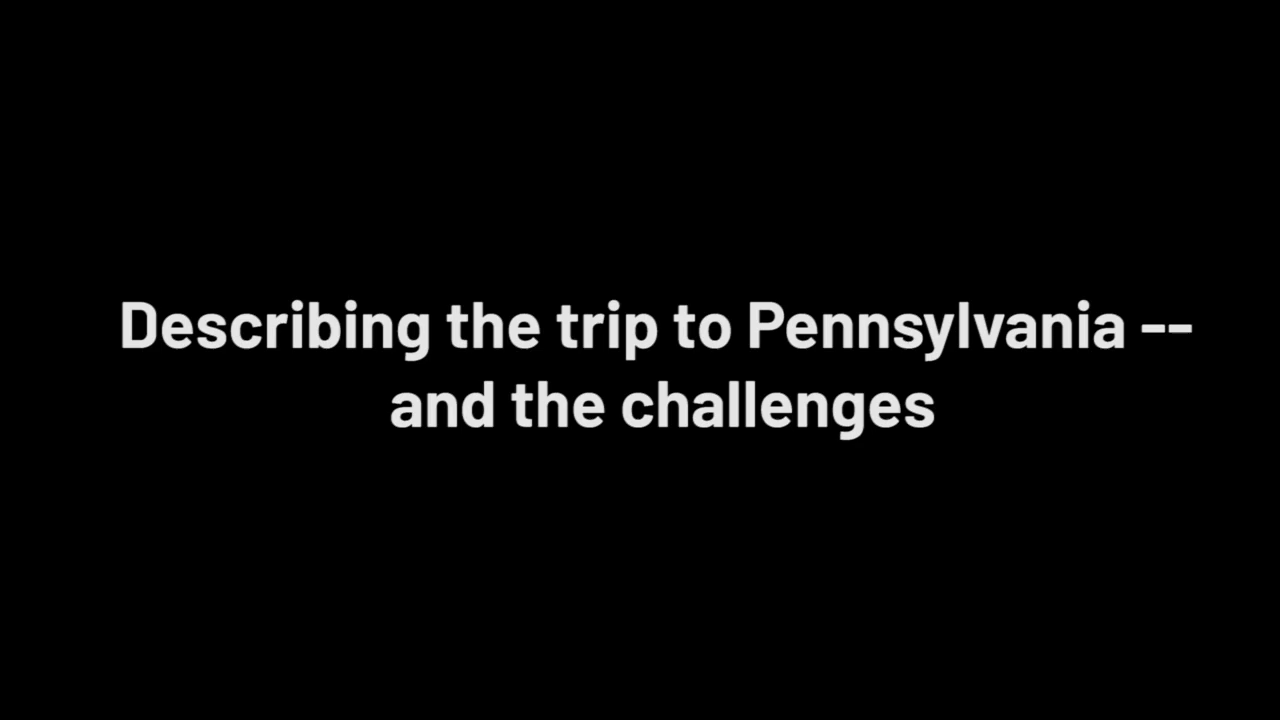 Describing the trip to Pennsylvania --
and the challenges